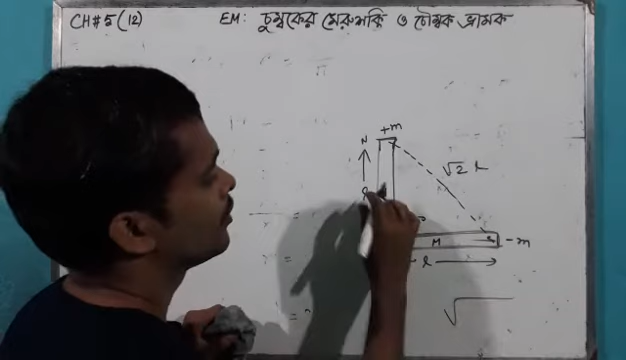 CH # 5 (12) EM: চুম্বকের মেরুশক্তি ও চৌম্বক ভ্রামক
+m
N
√2 l
l
M - m
l
√